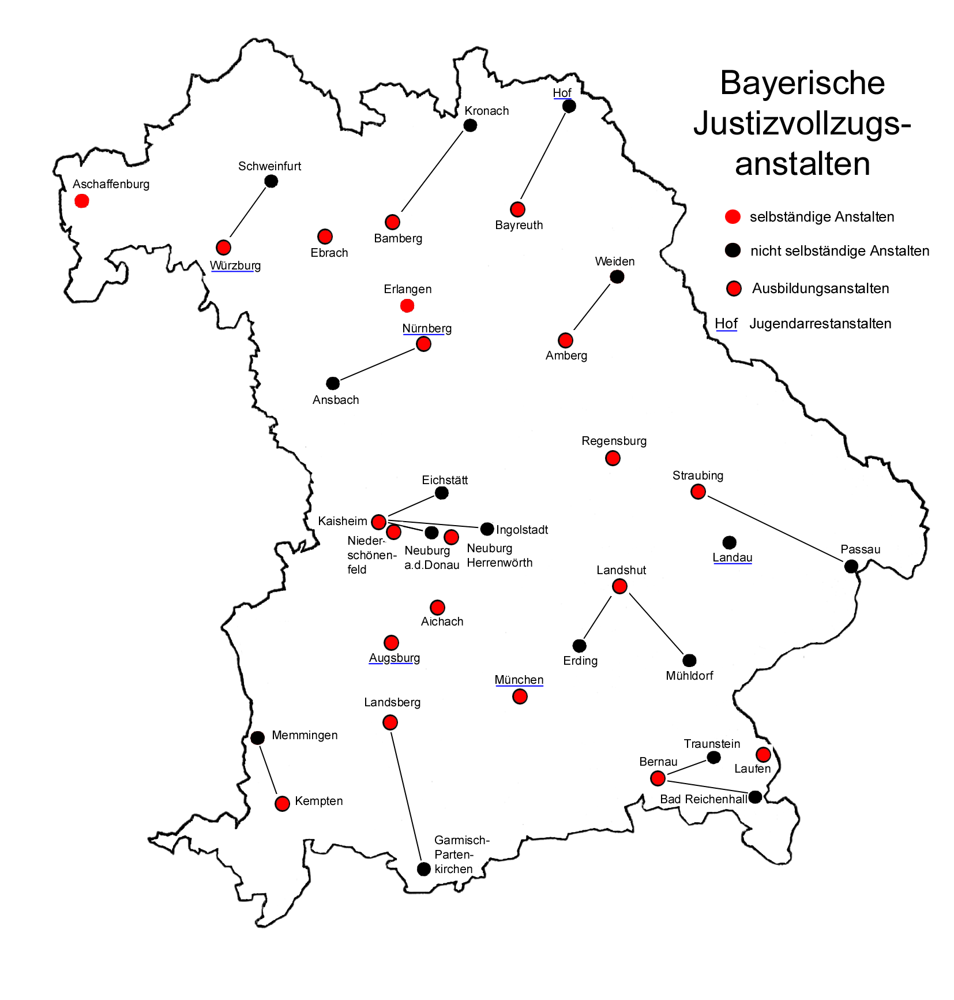 Bayerische
Justizvollzugs-
anstalten
selbständige Anstalten
nicht selbständige Anstalten
Ausbildungsanstalten
Hof Jugendarrestanstalten
Hof
Kronach
Schweinfurt
Aschaffenburg
Bayreuth
Bamberg
Ebrach
Würzburg
Weiden
Erlangen
Nürnberg
Amberg
Ansbach
Regensburg
Straubing
Eichstätt
Kaisheim
Ingolstadt
Nieder-
schönen-
feld
Neuburg
a.d.Donau
Neuburg
Herrenwörth
Passau
Landau
Landshut
Aichach
Augsburg
Erding
Mühldorf
München
Landsberg
Memmingen
Traunstein
Bernau
Laufen
Bad Reichenhall
Kempten
Garmisch-
Parten-
kirchen